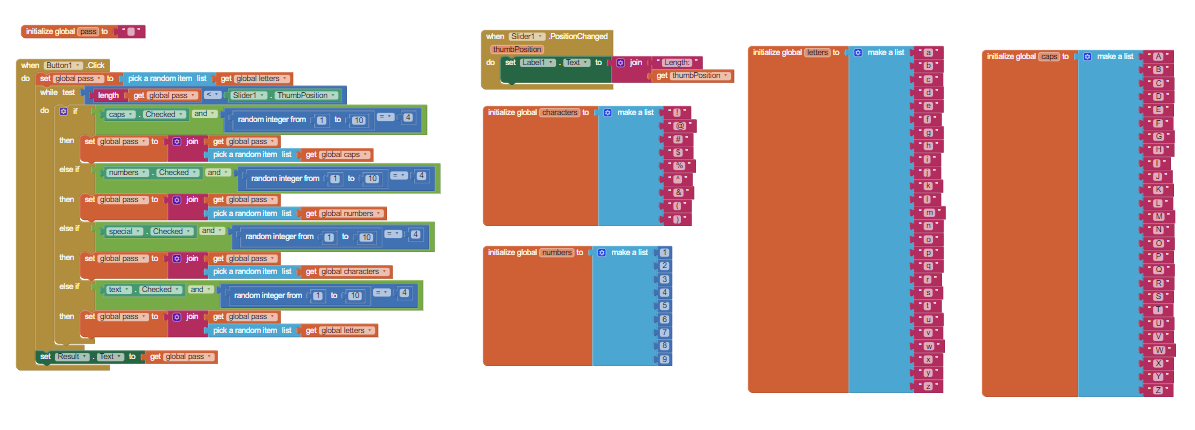 initialize global pass to " "
when Button1 .Click
do set global pass to pick a random item list get global letters
while test length get global pass < Slider1 . ThumbPosition
do if caps . Checked and random integer from 1 to 10 = 4
then set global pass to join get global pass
pick a random item list get global caps
else if numbers . Checked and random integer from 1 to 10 = 4
then set global pass to join get global pass
pick a random item list get global numbers
else if special . Checked and random integer from 1 to 10 = 4
then set global pass to join get global pass
pick a random item list get global characters
else if text . Checked and random integer from 1 to 10 = 4
then set global pass to join get global pass
pick a random item list get global letters
set Result . Text to get global pass
when Slider1 .PositionChanged
thumbPosition
do set Label1 . Text to join " Length: "
get thumbPosition
initialize global characters to make a list " ! "
" @ "
" # "
" $ "
" % "
" ^ "
" & "
" ( "
" ) "
initialize global numbers to make a list 1
2
3
4
5
6
7
8
9
initialize global letters to make a list " a "
" b "
" c "
" d "
" e "
" f "
" g "
" h "
" i "
" j "
" k "
" l "
" m "
" n "
" o "
" p "
" q "
" r "
" s "
" t "
" u "
" v "
" w "
" x "
" y "
" z "
initialize global caps to make a list " A "
" B "
" C "
" D "
" E "
" F "
" G "
" H "
" I "
" J "
" K "
" L "
" M "
" N "
" O "
" P "
" Q "
" R "
" S "
" T "
" U "
" V "
" W "
" X "
" Y "
" Z "